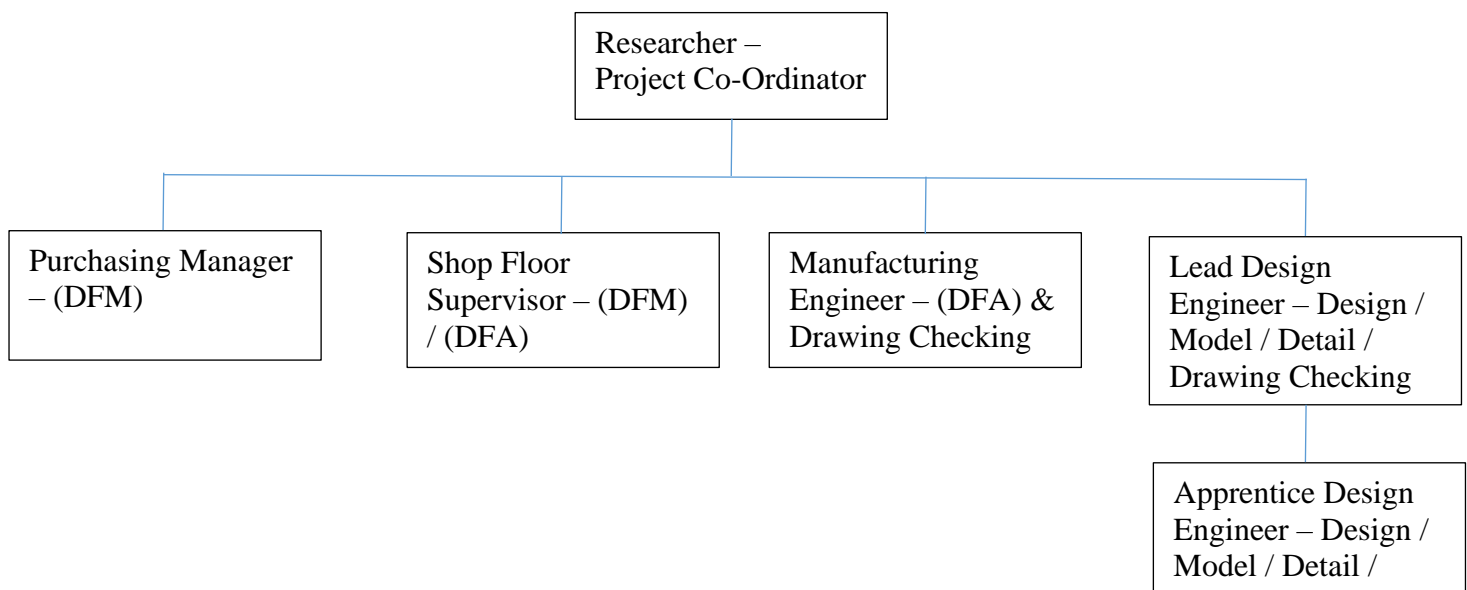 Researcher –
Project Co-Ordinator
Purchasing Manager
– (DFM)
Shop Floor
Supervisor – (DFM)
/ (DFA)
Manufacturing
Engineer – (DFA) &
Drawing Checking
Lead Design
Engineer – Design /
Model / Detail /
Drawing Checking
Apprentice Design
Engineer – Design /
Model / Detail /